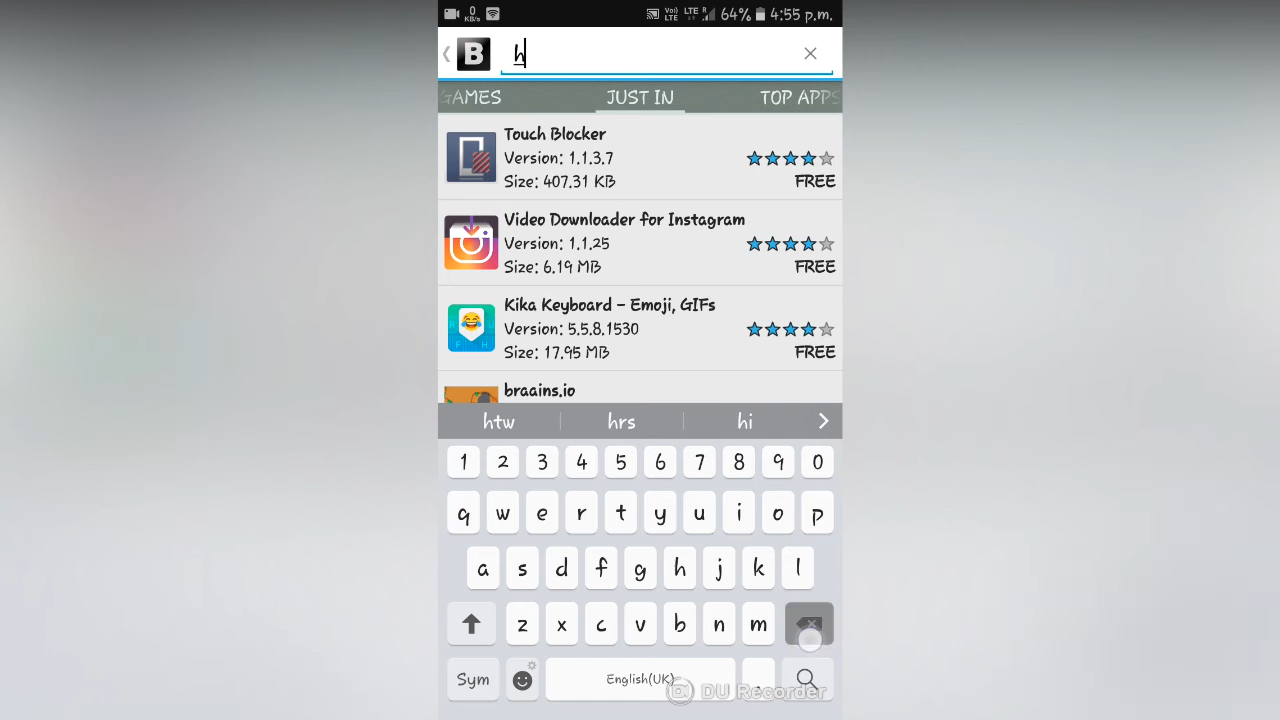 0
KB/s
Vo))
LTE
LTE R
64%
4:55 p.m.
B
h
GAMES
JUST IN
TOP APPS
Touch Blocker
Version: 1.1.3.7
Size: 407.31 KB
FREE
Video Downloader for Instagram
Version: 1.1.25
Size: 6.19 MB
FREE
Kika Keyboard – Emoji, GIFs
Version: 5.5.8.1530
Size: 17.95 MB
FREE
braains.io
htw hrs hi
1 2 3 4 5 6 7 8 9 0
q w e r t y u i o p
a s d f g h j k l
z x c v b n m
Sym English(UK) .
DU Recorder